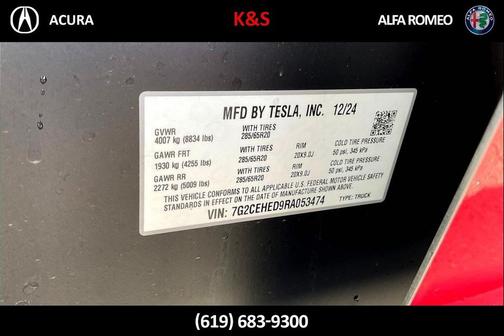 ACURA
K&S
ALFA ROMEO
MFD BY TESLA, INC. 12/24
GVWR
4007 kg (8834 lbs)
WITH TIRES
285/65R20
GAWR FRT
1930 kg (4255 lbs)
WITH TIRES
285/65R20
RIM
20X9.0J
COLD TIRE PRESSURE
50 psi, 345 kPa
GAWR RR
2272 kg (5009 lbs)
WITH TIRES
285/65R20
RIM
20X9.0J
COLD TIRE PRESSURE
50 psi, 345 kPa
THIS VEHICLE CONFORMS TO ALL APPLICABLE U.S. FEDERAL MOTOR VEHICLE SAFETY
STANDARDS IN EFFECT ON THE DATE OF MANUFACTURE SHOWN ABOVE.
VIN: 7G2CEHED9RA053474
TYPE: TRUCK
(619) 683-9300